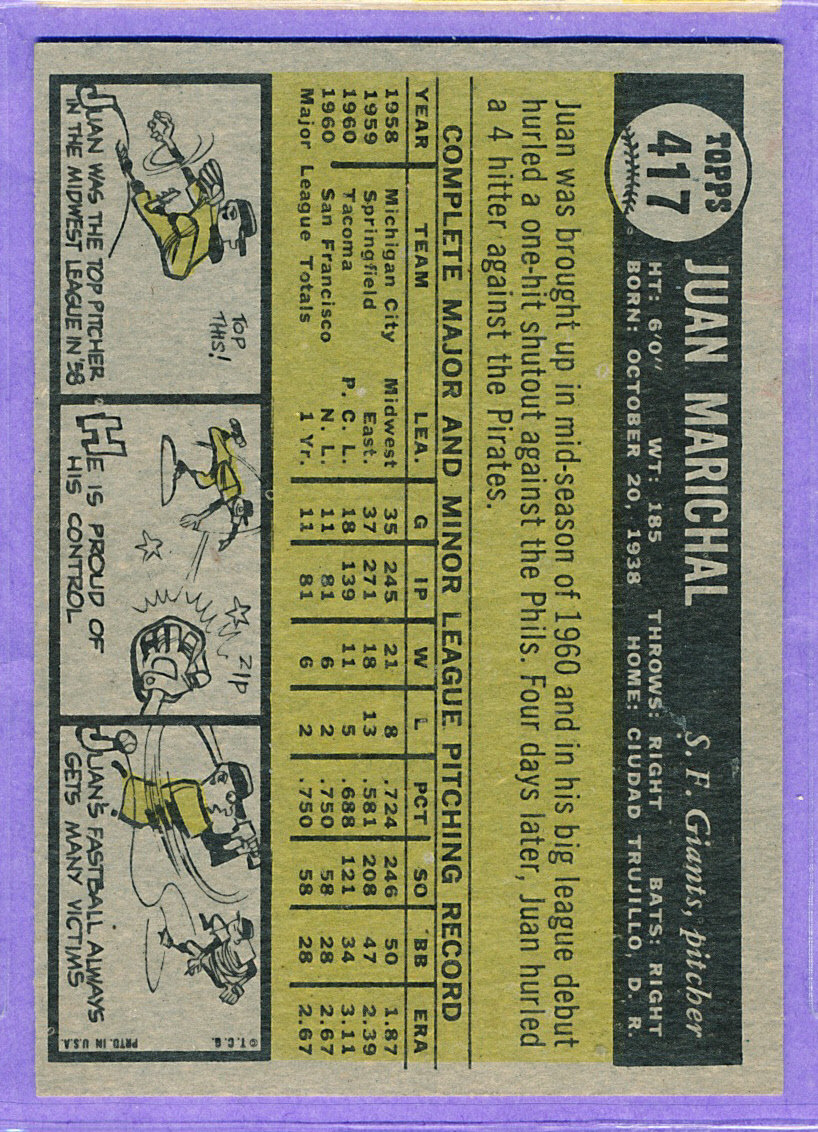 TOPPS
417
JUAN MARICHAL
S. F. Giants, pitcher
HT: 6'0" WT: 185 THROWS: RIGHT BATS: RIGHT
BORN: OCTOBER 20, 1938 HOME: CIUDAD TRUJILLO, D. R.
Juan was brought up in mid-season of 1960 and in his big league debut
hurled a one-hit shutout against the Phils. Four days later, Juan hurled
a 4 hitter against the Pirates.
COMPLETE MAJOR AND MINOR LEAGUE PITCHING RECORD
YEAR TEAM LEA. G IP W L PCT SO BB ERA
1958 Michigan City Midwest 35 245 21 8 .724 246 50 1.87
1959 Springfield East. 37 271 18 13 .581 208 47 2.39
1960 Tacoma P. C. L. 18 139 11 5 .688 121 34 3.11
1960 San Francisco N. L. 11 81 6 2 .750 58 28 2.67
Major League Totals 1 Yr. 11 81 6 2 .750 58 28 2.67
TOP
THIS!
JUAN WAS THE TOP PITCHER
IN THE MIDWEST LEAGUE IN '58
ZIP
HE IS PROUD OF
HIS CONTROL
JUAN'S FASTBALL ALWAYS
GETS MANY VICTIMS
© T.C.G. PRTD. IN U.S.A.